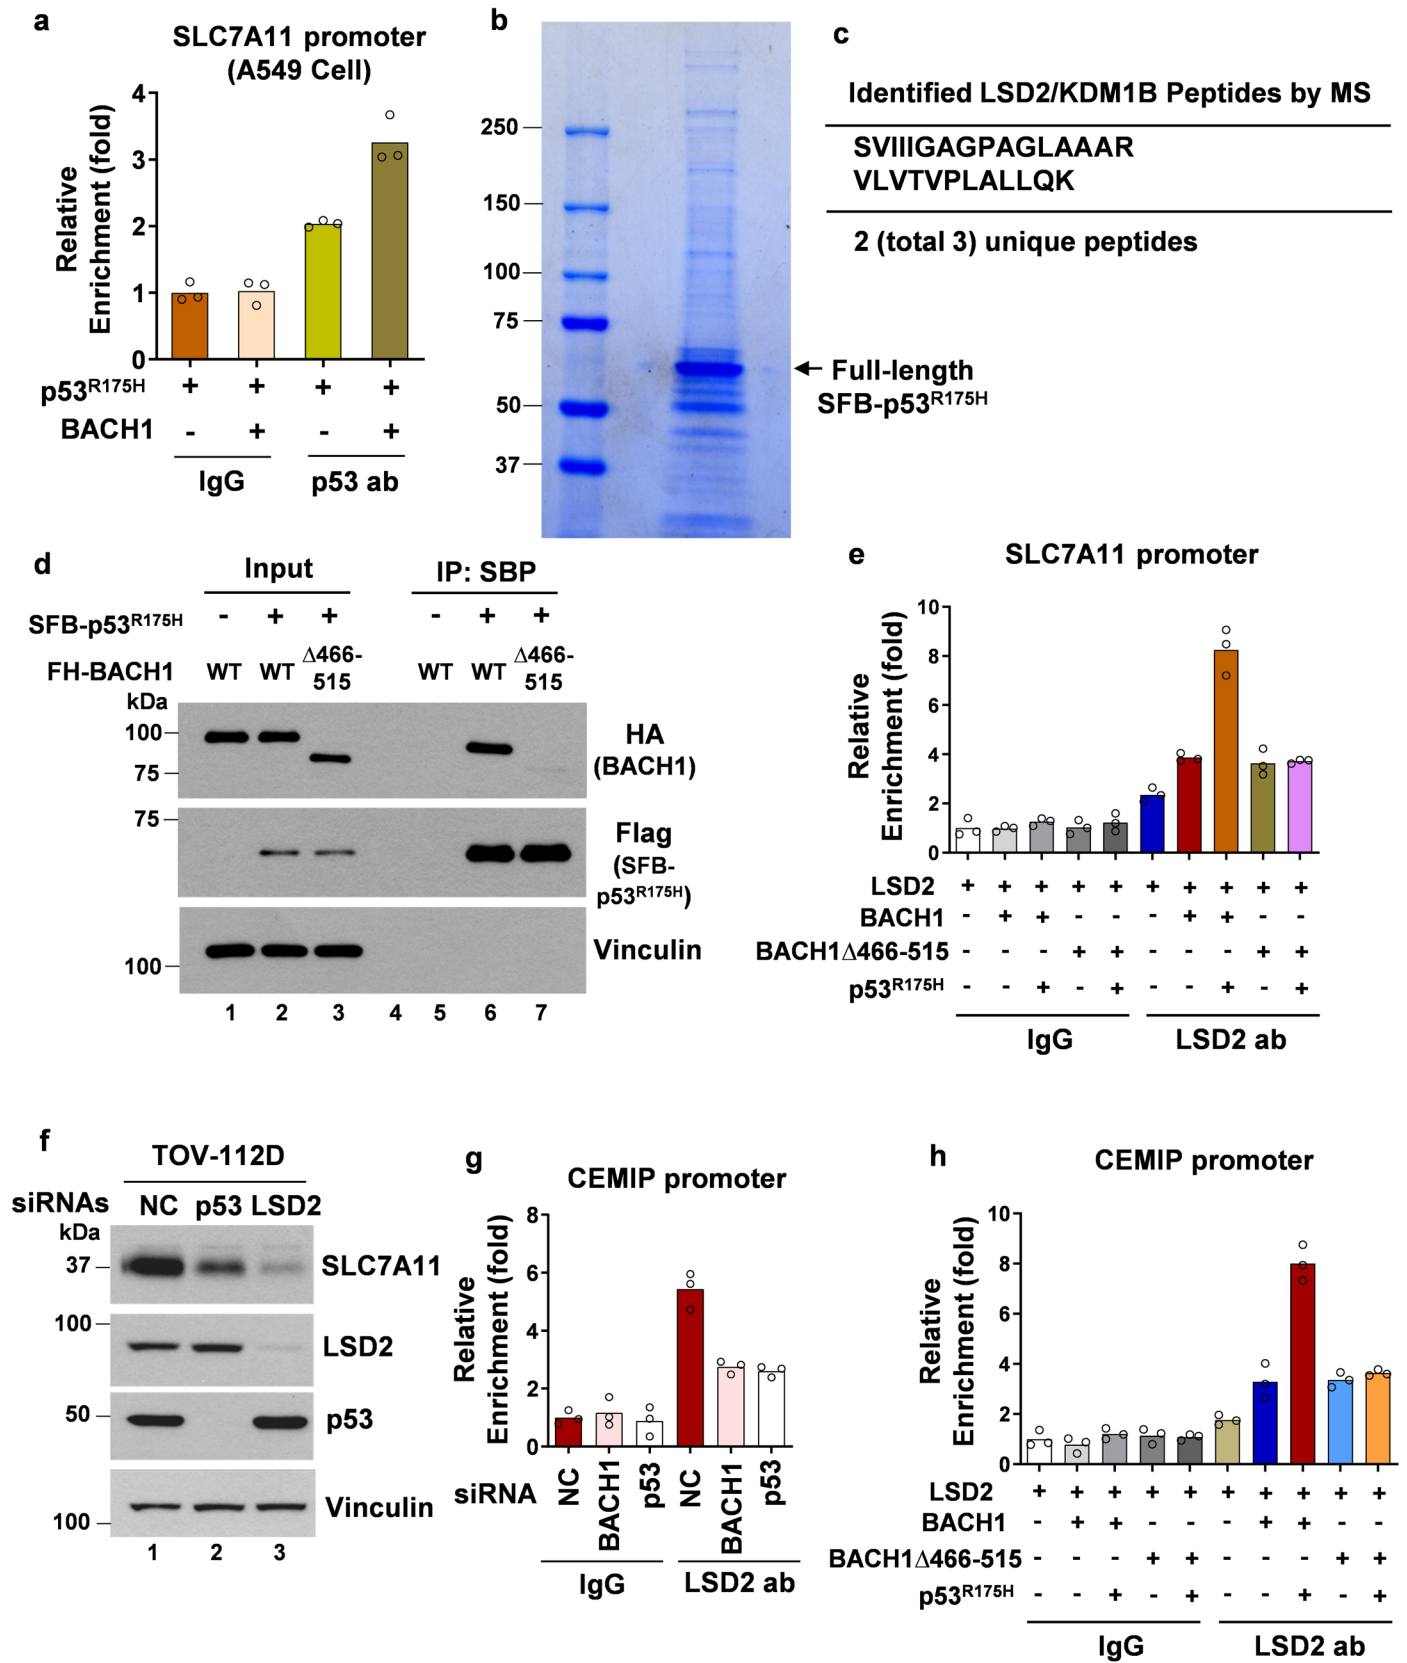 a
SLC7A11 promoter
(A549 Cell)
Relative
Enrichment (fold)
4
3
2
1
0
p53R175H + + + +
BACH1 - + - +
IgG p53 ab
b
250
150
100
75
50
37
Full-length
SFB-p53R175H
c
Identified LSD2/KDM1B Peptides by MS
SVIIIGAGPAGLAAAR
VLVTVPLALLQK
2 (total 3) unique peptides
d
Input IP: SBP
SFB-p53R175H - + + - + +
FH-BACH1 WT WT Δ466-515 WT WT Δ466-515
kDa
100
75
HA
(BACH1)
75
Flag
(SFB-
p53R175H)
100
Vinculin
1 2 3 4 5 6 7
e
SLC7A11 promoter
Relative
Enrichment (fold)
10
8
6
4
2
0
LSD2 + + + + + + + + + +
BACH1 - + + - - - + + - -
BACH1Δ466-515 - - - + + - - - + +
p53R175H - - + - + - - + - +
IgG LSD2 ab
f
TOV-112D
siRNAs NC p53 LSD2
kDa
37
SLC7A11
100
LSD2
50
p53
100
Vinculin
1 2 3
g
CEMIP promoter
Relative
Enrichment (fold)
8
6
4
2
0
siRNA NC BACH1 p53 NC BACH1 p53
IgG LSD2 ab
h
CEMIP promoter
Relative
Enrichment (fold)
10
8
6
4
2
0
LSD2 + + + + + + + + + +
BACH1 - + + - - - + + - -
BACH1Δ466-515 - - - + + - - - + +
p53R175H - - + - + - - + - +
IgG LSD2 ab